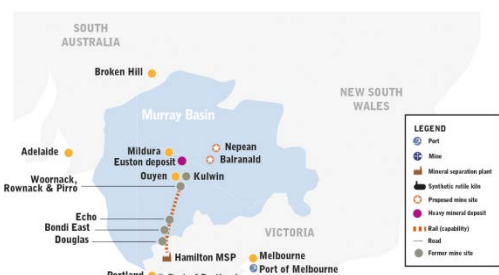 SOUTH
AUSTRALIA
Broken Hill
NEW SOUTH
WALES
Murray Basin
LEGEND
Port
Mine
Mineral separation plant
Synthetic rutile kiln
Proposed mine site
Heavy mineral deposit
Rail (capability)
Road
Former mine site
Adelaide
Mildura
Euston deposit
Nepean
Balranald
Ouyen
Kulwin
Woornack,
Rownack & Pirro
Echo
Bondi East
Douglas
VICTORIA
Hamilton MSP
Melbourne
Port of Melbourne
Portland